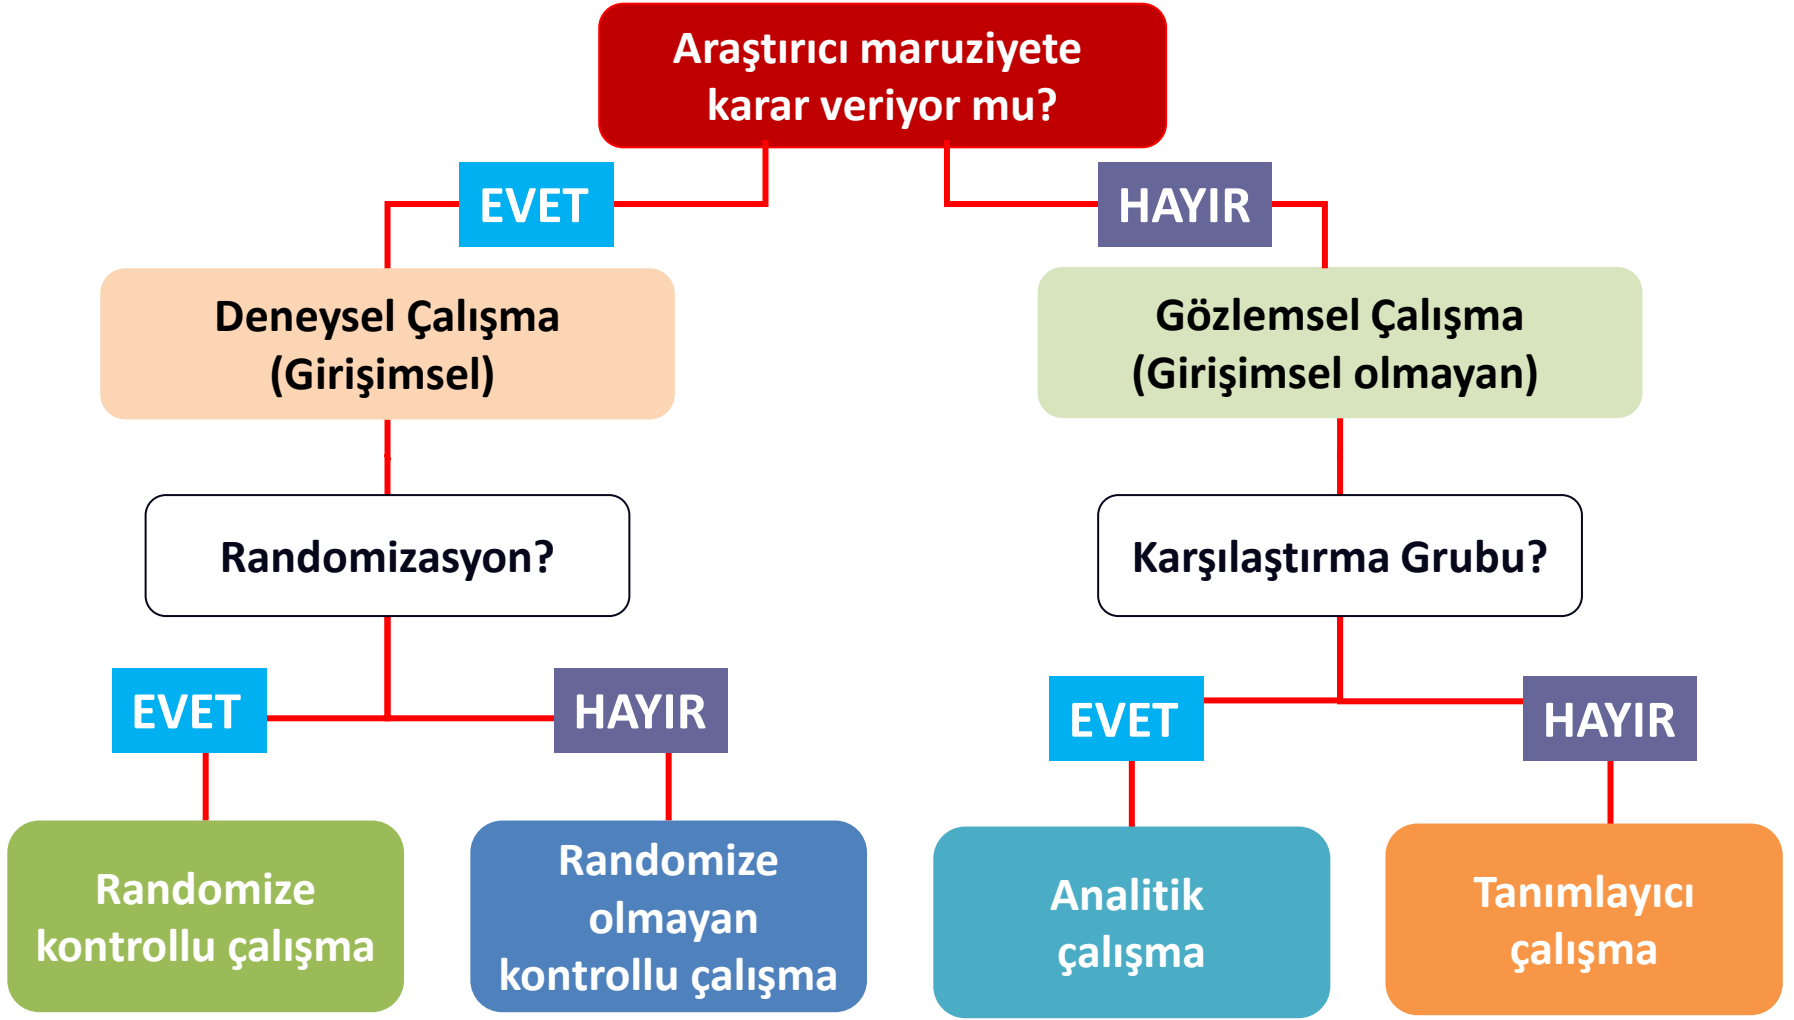 Araştırıcı maruziyete
karar veriyor mu?
EVET
HAYIR
Deneysel Çalışma
(Girişimsel)
Gözlemsel Çalışma
(Girişimsel olmayan)
Randomizasyon?
Karşılaştırma Grubu?
EVET
HAYIR
EVET
HAYIR
Randomize
kontrollu çalışma
Randomize
olmayan
kontrollu çalışma
Analitik
çalışma
Tanımlayıcı
çalışma